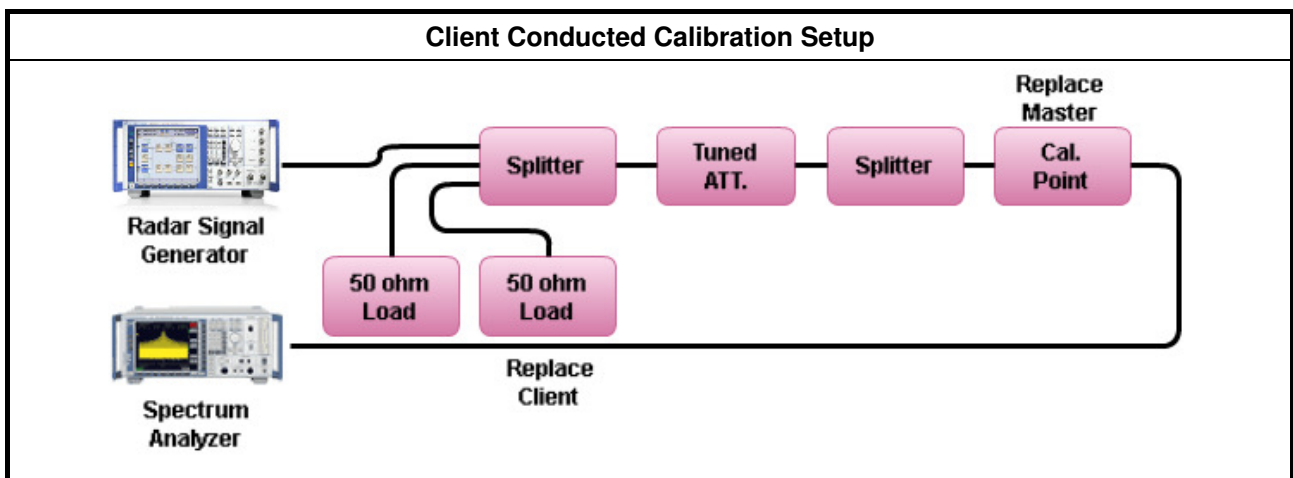 Client Conducted Calibration Setup
Replace
Master
Splitter
Tuned
ATT.
Splitter
Cal.
Point
Radar Signal
Generator
50 ohm
Load
50 ohm
Load
Replace
Client
Spectrum
Analyzer